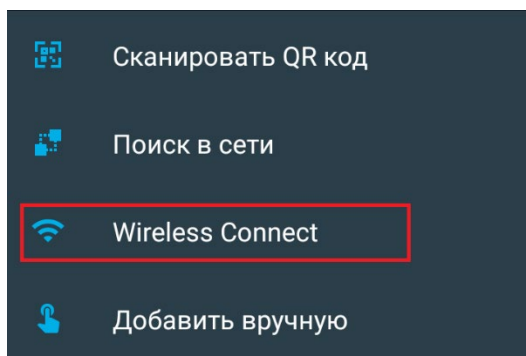 Сканировать QR код
Поиск в сети
Wireless Connect
Добавить вручную